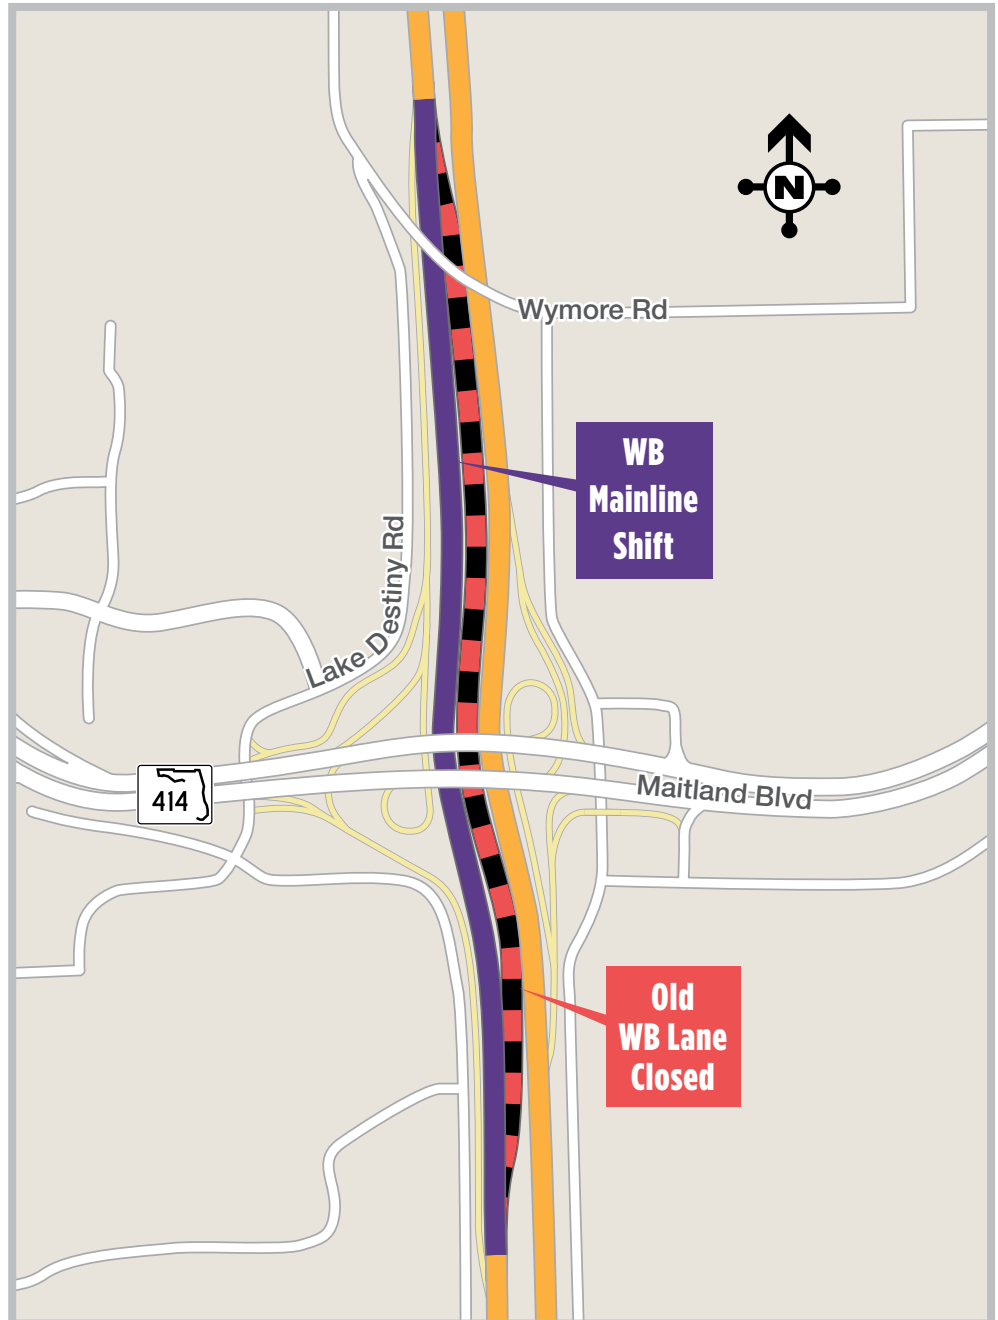 N
Wymore Rd
WB
Mainline
Shift
Lake Destiny Rd
414
Maitland Blvd
Old
WB Lane
Closed